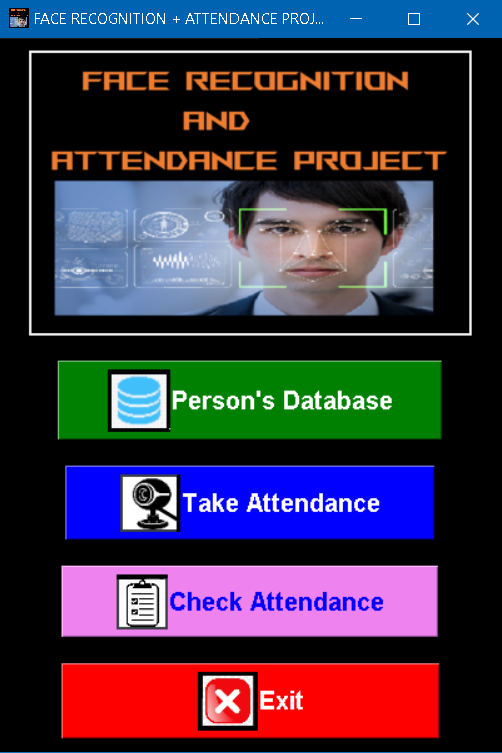 FACE RECOGNITION + ATTENDANCE PROJ...
FACE RECOGNITION
AND
ATTENDANCE PROJECT
Person's Database
Take Attendance
Check Attendance
Exit